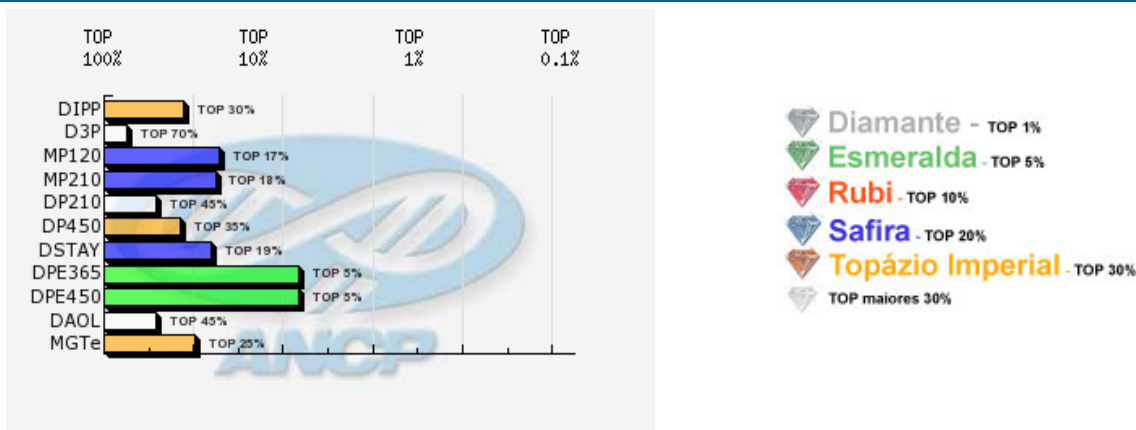 TOP TOP TOP TOP
100% 10% 1% 0.1%
DIPP TOP 30%
D3P TOP 70%
MP120 TOP 17%
MP210 TOP 18%
DP210 TOP 45%
DP450 TOP 35%
DSTAY TOP 19%
DPE365 TOP 5%
DPE450 TOP 5%
DAOL TOP 45%
MGTe TOP 25%
ANCP
Diamante - TOP 1%
Esmeralda - TOP 5%
Rubi - TOP 10%
Safira - TOP 20%
Topázio Imperial - TOP 30%
TOP maiores 30%